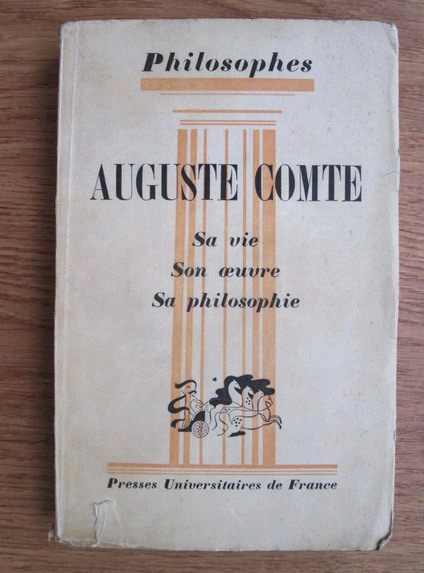 Philosophes
AUGUSTE COMTE
Sa vie
Son œuvre
Sa philosophie
Presses Universitaires de France